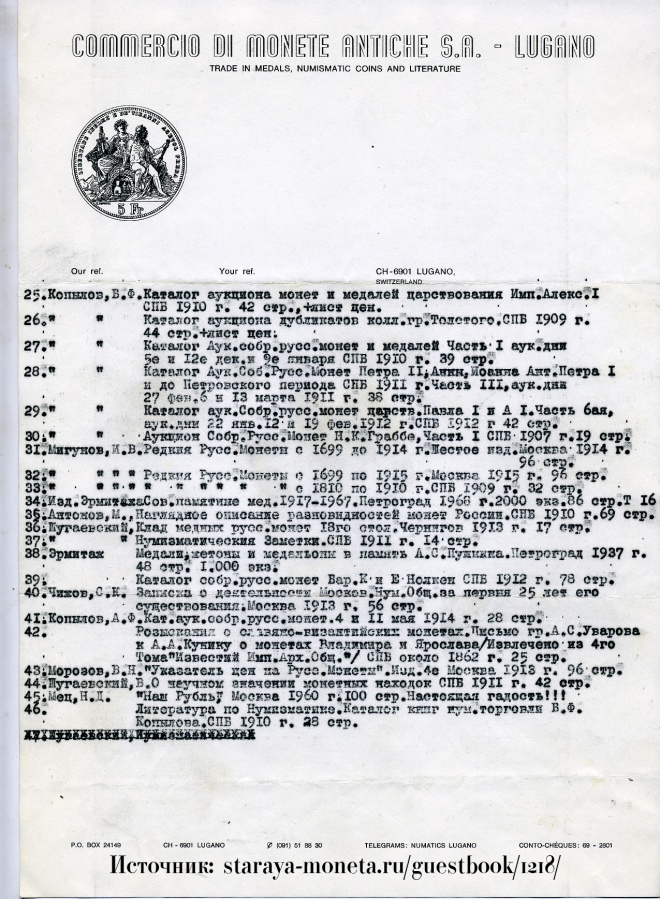 COMMERCIO DI MONETE ANTICHE S.A. - LUGANO
TRADE IN MEDALS, NUMISMATIC COINS AND LITERATURE
5 Fr.
Our ref.
Your ref.
CH-6901 LUGANO,
SWITZERLAND
25.Копылов,В.Ф.Каталог аукциона монет и медалей царствования Имп.Алекс.I
СПБ 1910 г. 42 стр.,+лист цен.
26." " Каталог аукциона дубликатов колл.гр.Толстого.СПБ 1909 г.
44 стр.+лист цен.
27." " Каталог Аук.собр.русс.монет и медалей Часть I аук.дни
5е и 12е дек.и 9е января СПБ 1910 г. 39 стр.
28." " Каталог Аук.Соб.Русс.Монет Петра II,Анны,Иоанна Ант.Петра I
и до Петровского периода СПБ 1911 г.Часть III,аук.дни
27 фев.6 и 13 марта 1911 г. 38 стр.
29." " Каталог аук.Собр.русс.монет царств.Павла I и А I.Часть 6ая,
аук.дни 22 янв.12 и 19 фев.1912 г.СПБ 1912 г 42 стр.
30." " Аукцион Собр.Русс.Монет Н.К.Граббе,Часть I СПБ 1907 г.19 стр.
31.Мигунов,И.В.Редкия Русс.Монеты с 1699 до 1914 г.Шестое изд.Москва 1914 г.
96 стр.
32." " " " Редкия Русс.Монеты с 1699 по 1915 г.Москва 1915 г. 96 стр.
33." " " " " " " с 1810 по 1910 г.СПБ 1909 г. 32 стр.
34.Изд.ЭрмитажаСов.памятные мед.1917-1967.Петроград 1968 г.2000 экз.86 стр.Т 16
35.Антонов,М.,Наглядное описание разновидностей монет России.СПБ 1910 г.69 стр.
36.Шугаевский,Клад медных русс.монет 18го стол.Чернигов 1913 г. 17 стр.
37." " Нумизматические Заметки.СПБ 1911 г. 14 стр.
38.Эрмитаж Медали,жетоны и медальоны в память А.С.Пушкина.Петроград 1937 г.
48 стр. 1.000 экз.
39. Каталог собр.русс.монет Бар.К и Е Нолкен СПБ 1912 г. 78 стр.
40.Чижов,С.К. Записка о деятельности Москов.Нум.Общ.за первыя 25 лет его
существования.Москва 1913 г. 56 стр.
41.Копылов,А.Ф.Кат.аук.собр.русс.монет.4 и 11 мая 1914 г. 28 стр.
42. Розыскания о славяно-византийских монетах.Письмо гр.А.С.Уварова
к А.А.Кунику о монетах Владимира и Ярослава/Извлечено из 4го
Тома"Известий Имп.Арх.Общ."/ СПБ около 1862 г. 25 стр.
43.Морозов,В.Н."Указатель цен на Русс.Монеты".Изд.4е Москва 1913 г. 96 стр.
44.Шугаевский,В.О научном значении монетных находок СПБ 1911 г. 42 стр.
45.Мец,Н.Д. "Наш Рубль" Москва 1960 г.100 стр.Настоящая гадость!!!
46. Литература по Нумизматике.Каталог книг нум.торговли В.Ф.
Копылова.СПБ 1910 г. 28 стр.
P.O. BOX 24149
CH - 6901 LUGANO
(091) 51 88 30
TELEGRAMS: NUMATICS LUGANO
CONTO-CHÈQUES: 69 - 2801
Источник: staraya-moneta.ru/guestbook/1218/